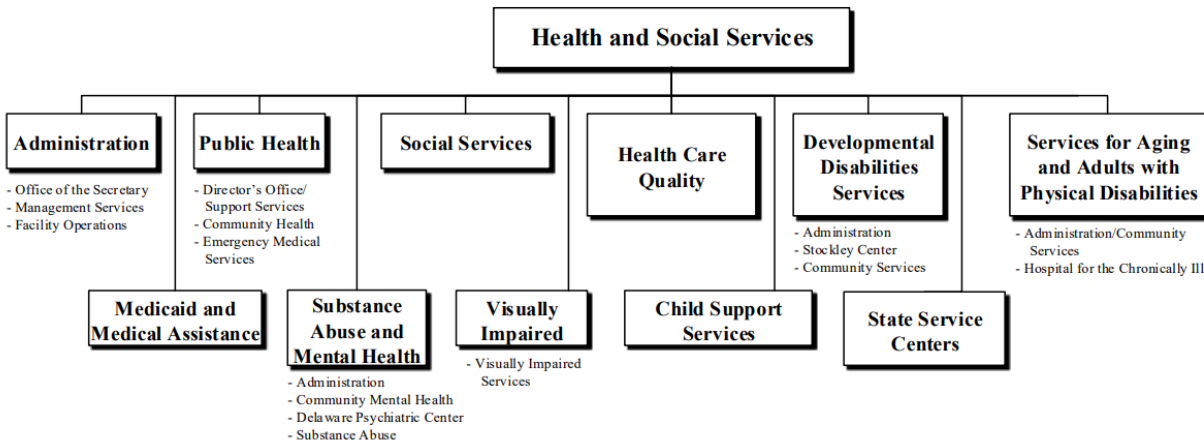 Health and Social Services
Administration
- Office of the Secretary
- Management Services
- Facility Operations
Public Health
- Director's Office/
Support Services
- Community Health
- Emergency Medical
Services
Social Services
Health Care
Quality
Developmental
Disabilities
Services
- Administration
- Stockley Center
- Community Services
Services for Aging
and Adults with
Physical Disabilities
- Administration/Community
Services
- Hospital for the Chronically Ill
Medicaid and
Medical Assistance
Substance
Abuse and
Mental Health
- Administration
- Community Mental Health
- Delaware Psychiatric Center
- Substance Abuse
Visually
Impaired
- Visually Impaired
Services
Child Support
Services
State Service
Centers